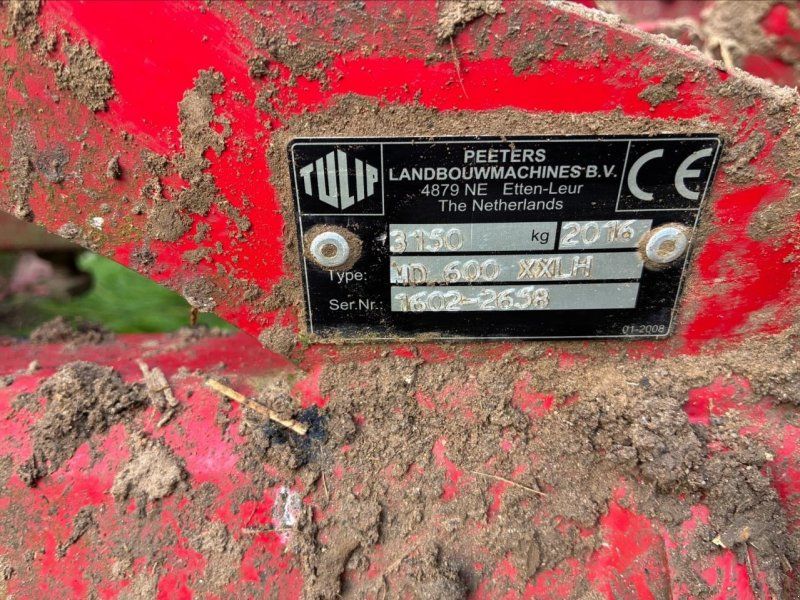 TULIP
PEETERS
LANDBOUWMACHINES B.V.
4879 NE Etten-Leur
The Netherlands
CE
3150 kg 2016
Type: MD 600 XXLH
Ser.Nr.: 1602-2658
01-2008